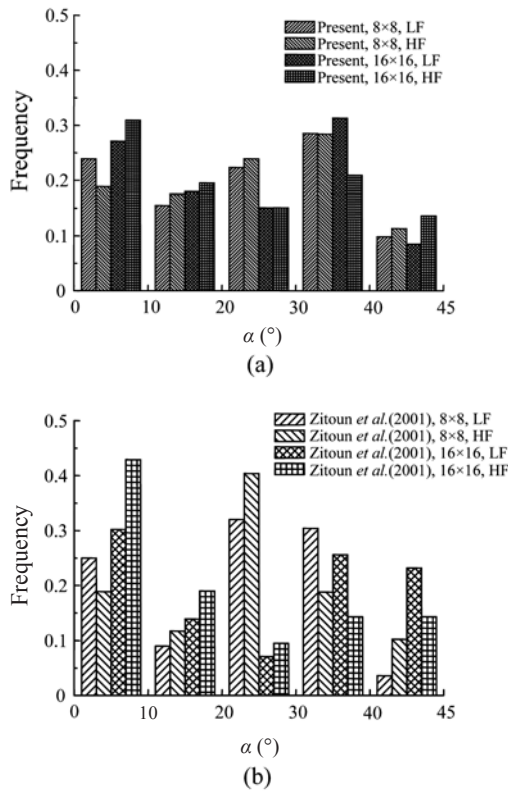 0.5
0.4
0.3
0.2
0.1
0
Frequency
Present, 8×8, LF
Present, 8×8, HF
Present, 16×16, LF
Present, 16×16, HF
0 10 20 30 40 45
α (°)
(a)
0.5
0.4
0.3
0.2
0.1
0
Frequency
Zitoun et al.(2001), 8×8, LF
Zitoun et al.(2001), 8×8, HF
Zitoun et al.(2001), 16×16, LF
Zitoun et al.(2001), 16×16, HF
0 10 20 30 40 45
α (°)
(b)